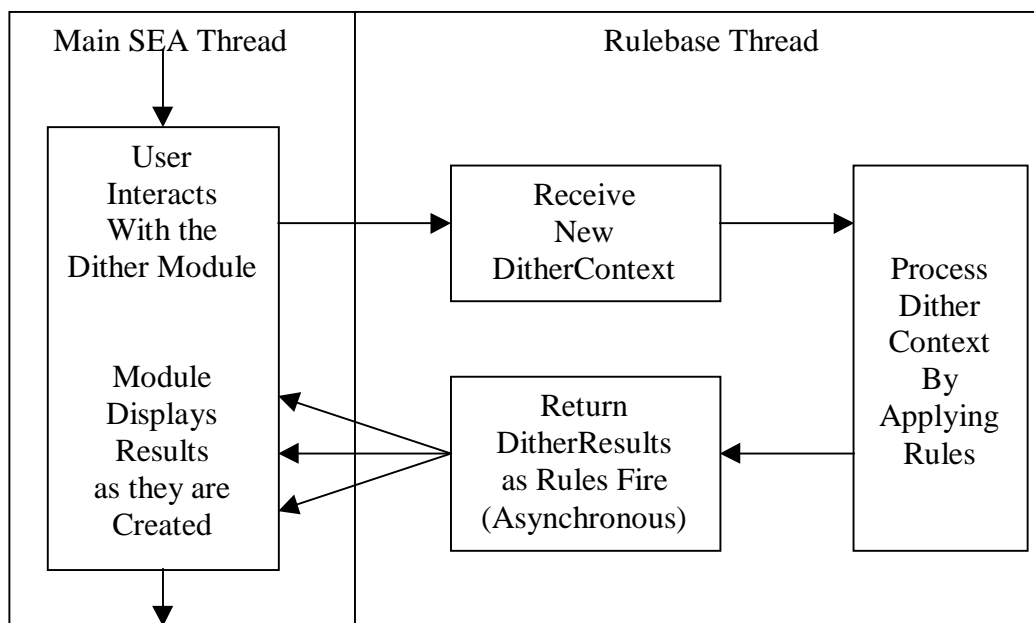 Main SEA Thread
Rulebase Thread
User
Interacts
With the
Dither Module
Module
Displays
Results
as they are
Created
Receive
New
DitherContext
Process
Dither
Context
By
Applying
Rules
Return
DitherResults
as Rules Fire
(Asynchronous)